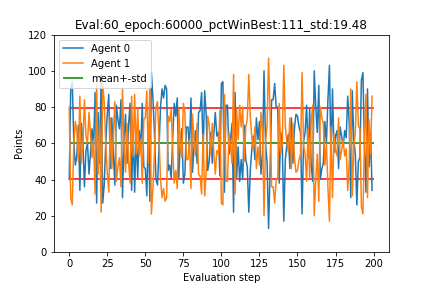 Eval:60_epoch:60000_pctWinBest:111_std:19.48
Agent 0
Agent 1
mean+-std
Points
120
100
80
60
40
20
0
0 25 50 75 100 125 150 175 200
Evaluation step